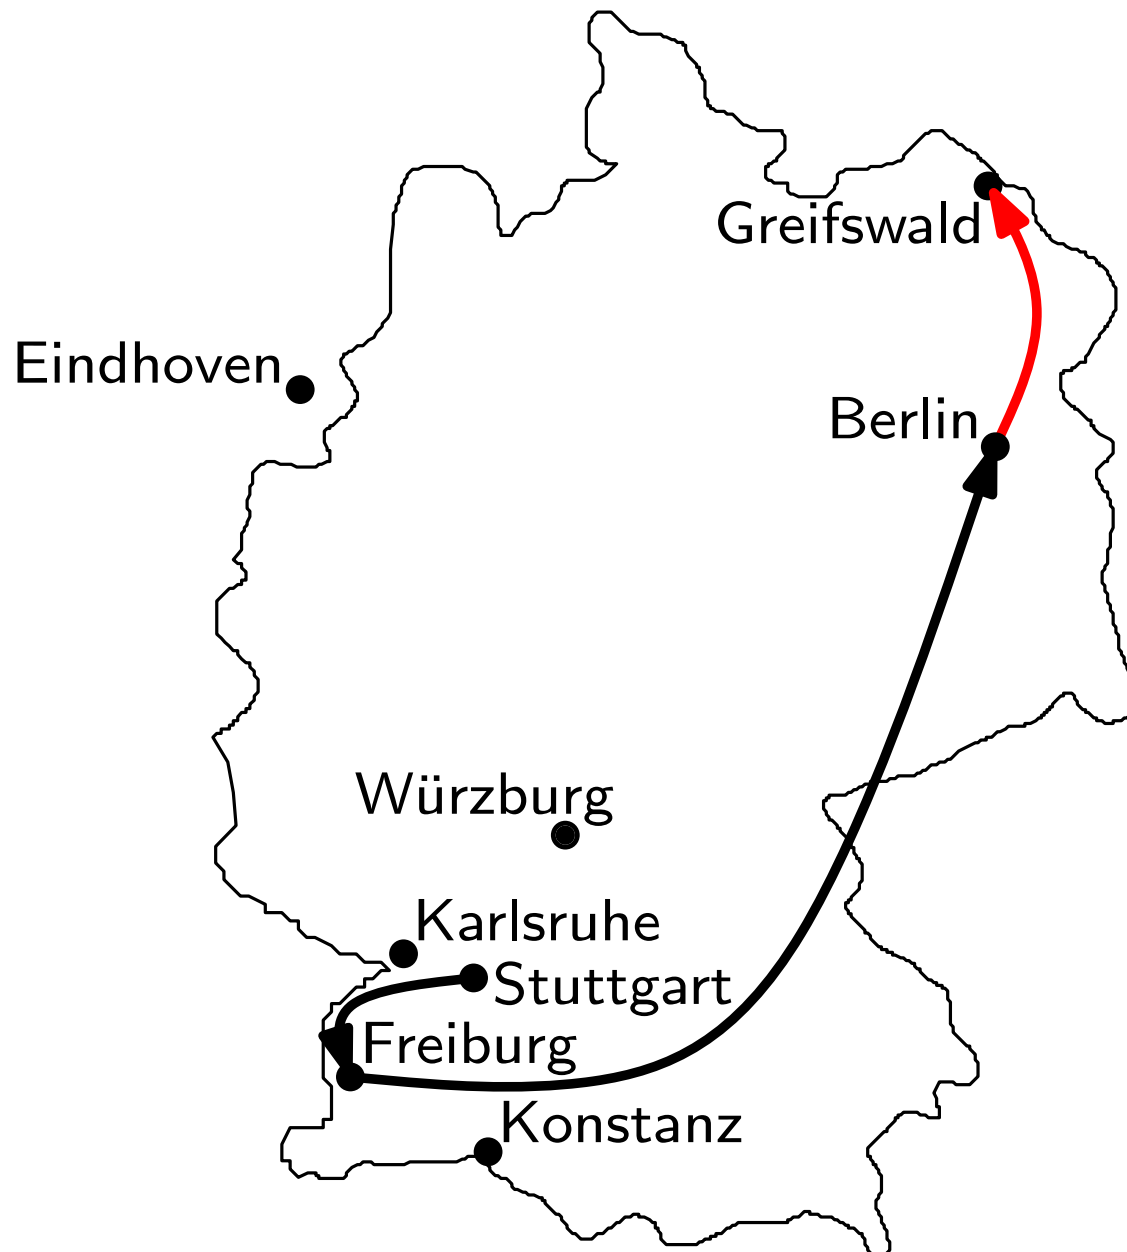 Greifswald
Eindhoven
Berlin
Würzburg
Karlsruhe
Stuttgart
Freiburg
Konstanz